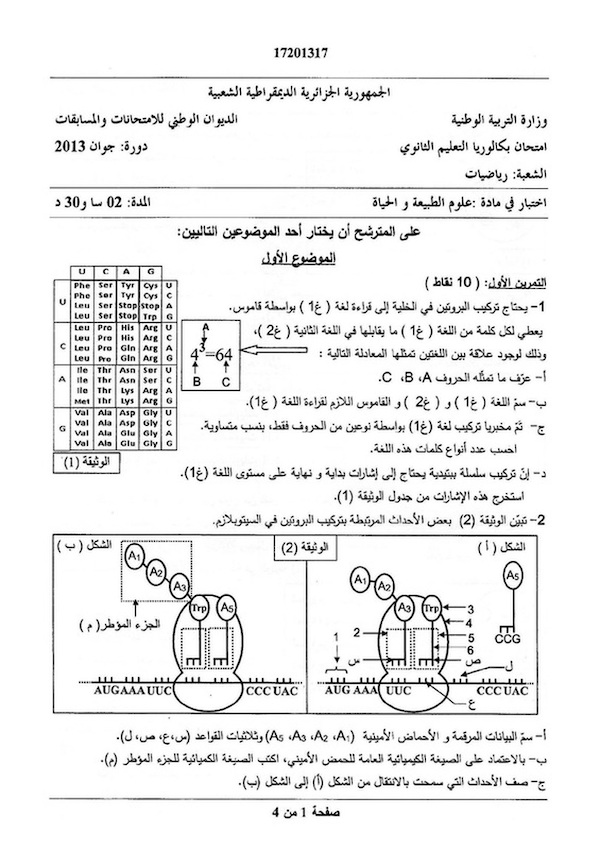 17201317
الجمهورية الجزائرية الديمقراطية الشعبية
وزارة التربية الوطنية الديوان الوطني للامتحانات والمسابقات
امتحان بكالوريا التعليم الثانوي دورة: جوان 2013
الشعبة: رياضيات
اختبار في مادة :علوم الطبيعة و الحياة المدة: 02 سا و30 د
على المترشح أن يختار أحد الموضوعين التاليين:
الموضوع الأول
التمرين الأول: ( 10 نقاط )
1- يحتاج تركيب البروتين في الخلية إلى قراءة لغة ( غ1 ) بواسطة قاموس.
يعطي لكل كلمة من اللغة ( غ1 ) ما يقابلها في اللغة الثانية ( غ2 )،
وذلك لوجود علاقة بين اللغتين تمثلها المعادلة التالية :
A
4³=64
B C
أ- عرّف ما تمثّله الحروف A، B، C.
ب- سمّ اللغة ( غ1 ) و ( غ2 ) و القاموس اللازم لقراءة اللغة ( غ1).
ج- تمّ مخبريا تركيب لغة (غ1) بواسطة نوعين من الحروف فقط، بنسب متساوية.
احسب عدد أنواع كلمات هذه اللغة.
د- إنّ تركيب سلسلة ببتيدية يحتاج إلى إشارات بداية و نهاية على مستوى اللغة (غ1).
استخرج هذه الإشارات من جدول الوثيقة (1).
U C A G
U
Phe Ser Tyr Cys U
Phe Ser Tyr Cys C
Leu Ser Stop Stop A
Leu Ser Stop Trp G
C
Leu Pro His Arg U
Leu Pro His Arg C
Leu Pro Gln Arg A
Leu Pro Gln Arg G
A
Ile Thr Asn Ser U
Ile Thr Asn Ser C
Ile Thr Lys Arg A
Met Thr Lys Arg G
G
Val Ala Asp Gly U
Val Ala Asp Gly C
Val Ala Glu Gly A
Val Ala Glu Gly G
الوثيقة (1)
2- تبيّن الوثيقة (2) بعض الأحداث المرتبطة بتركيب البروتين في السيتوبلازم.
الشكل ( أ )
الوثيقة (2)
الشكل ( ب )
A1
A2
A3
Trp
A5
CCG
1
2
3
4
5
6
س
ص
ل
ع
AUG AAA UUC CCC UAC
A1
A2
A3
Trp
A5
الجزء المؤطر( م )
AUG AAA UUC CCC UAC
أ- سمّ البيانات المرقمة و الأحماض الأمينية (A1، A2، A3، A5) وثلاثيات القواعد (س،ع، ص، ل).
ب- بالاعتماد على الصيغة الكيميائية العامة للحمض الأميني، اكتب الصيغة الكميائية للجزء المؤطر (م).
ج- صف الأحداث التي سمحت بالانتقال من الشكل (أ) إلى الشكل (ب).
صفحة 1 من 4